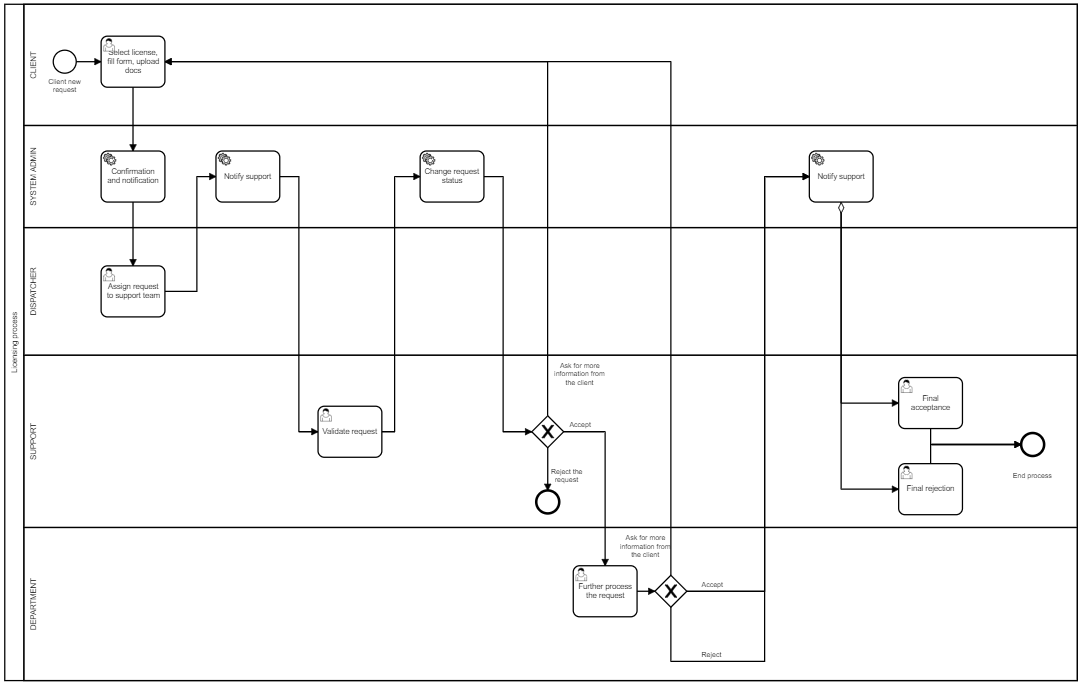 Licensing process
CLIENT
Client new
request
Select license,
fill form, upload
docs
SYSTEM ADMIN
Confirmation
and notification
Notify support
Change request
status
Notify support
DISPATCHER
Assign request
to support team
SUPPORT
Validate request
Ask for more
information from
the client
X
Accept
Reject the
request
Final
acceptance
Final rejection
End process
DEPARTMENT
Further process
the request
Ask for more
information from
the client
X
Accept
Reject